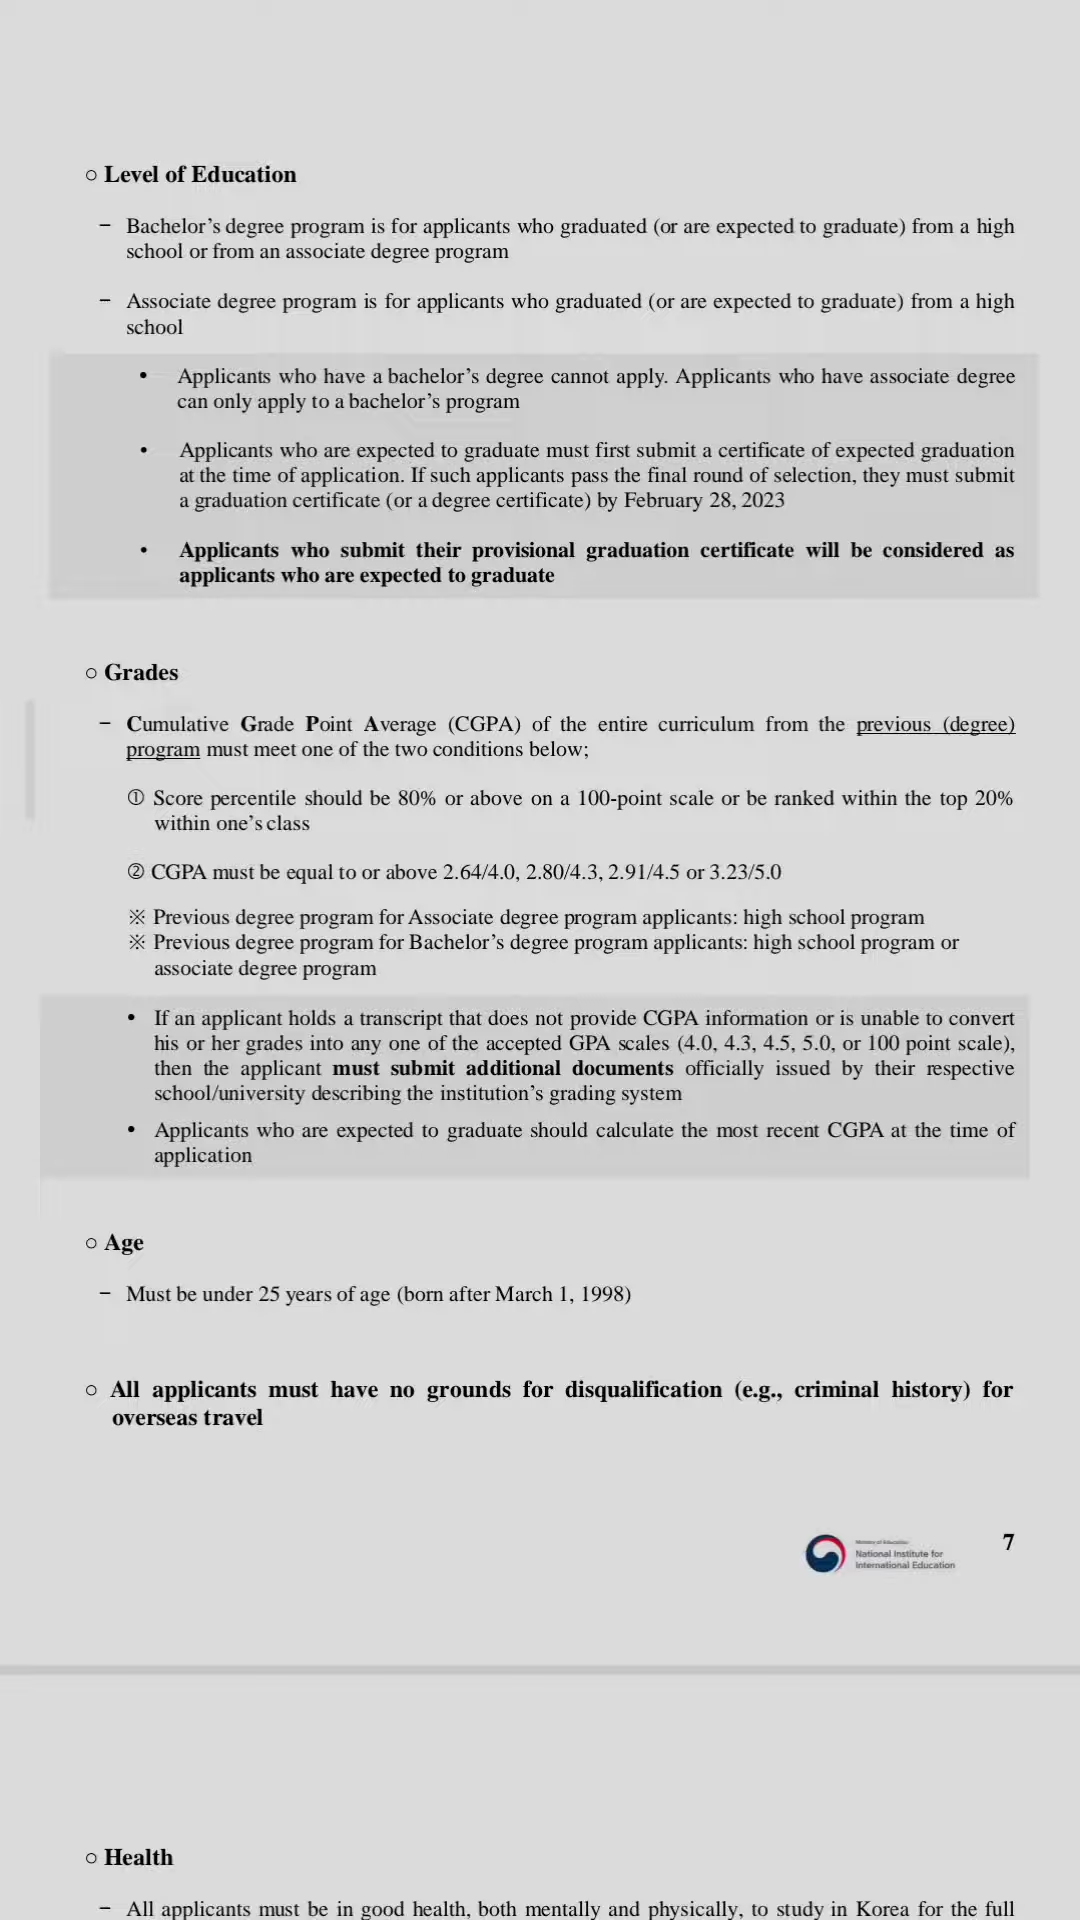 ○ Level of Education
－ Bachelor’s degree program is for applicants who graduated (or are expected to graduate) from a high
school or from an associate degree program
－ Associate degree program is for applicants who graduated (or are expected to graduate) from a high
school
• Applicants who have a bachelor’s degree cannot apply. Applicants who have associate degree
can only apply to a bachelor’s program
• Applicants who are expected to graduate must first submit a certificate of expected graduation
at the time of application. If such applicants pass the final round of selection, they must submit
a graduation certificate (or a degree certificate) by February 28, 2023
• Applicants who submit their provisional graduation certificate will be considered as
applicants who are expected to graduate
○ Grades
－ Cumulative Grade Point Average (CGPA) of the entire curriculum from the previous (degree)
program must meet one of the two conditions below;
① Score percentile should be 80% or above on a 100-point scale or be ranked within the top 20%
within one’s class
② CGPA must be equal to or above 2.64/4.0, 2.80/4.3, 2.91/4.5 or 3.23/5.0
※ Previous degree program for Associate degree program applicants: high school program
※ Previous degree program for Bachelor’s degree program applicants: high school program or
associate degree program
• If an applicant holds a transcript that does not provide CGPA information or is unable to convert
his or her grades into any one of the accepted GPA scales (4.0, 4.3, 4.5, 5.0, or 100 point scale),
then the applicant must submit additional documents officially issued by their respective
school/university describing the institution’s grading system
• Applicants who are expected to graduate should calculate the most recent CGPA at the time of
application
○ Age
－ Must be under 25 years of age (born after March 1, 1998)
○ All applicants must have no grounds for disqualification (e.g., criminal history) for
overseas travel
Ministry of Education
National Institute for
International Education
7
○ Health
－ All applicants must be in good health, both mentally and physically, to study in Korea for the full